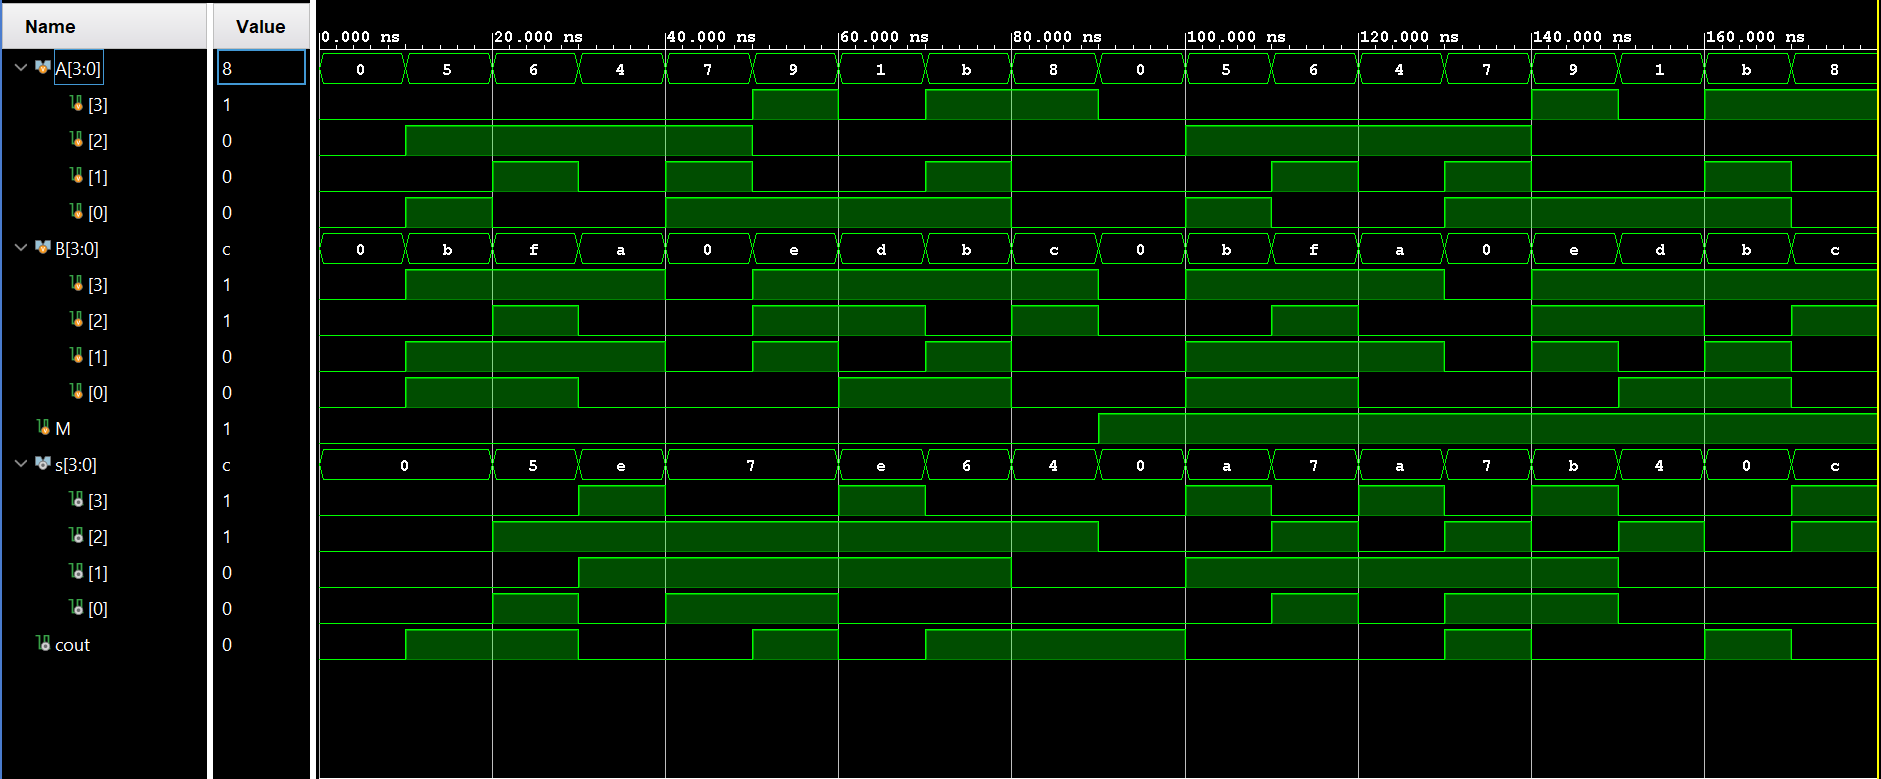 Name Value
0.000 ns 20.000 ns 40.000 ns 60.000 ns 80.000 ns 100.000 ns 120.000 ns 140.000 ns 160.000 ns
A[3:0] 8 0 5 6 4 7 9 1 b 8 0 5 6 4 7 9 1 b 8
[3] 1
[2] 0
[1] 0
[0] 0
B[3:0] c 0 b f a 0 e d b c 0 b f a 0 e d b c
[3] 1
[2] 1
[1] 0
[0] 0
M 1
s[3:0] c 0 5 e 7 e 6 4 0 a 7 a 7 b 4 0 c
[3] 1
[2] 1
[1] 0
[0] 0
cout 0